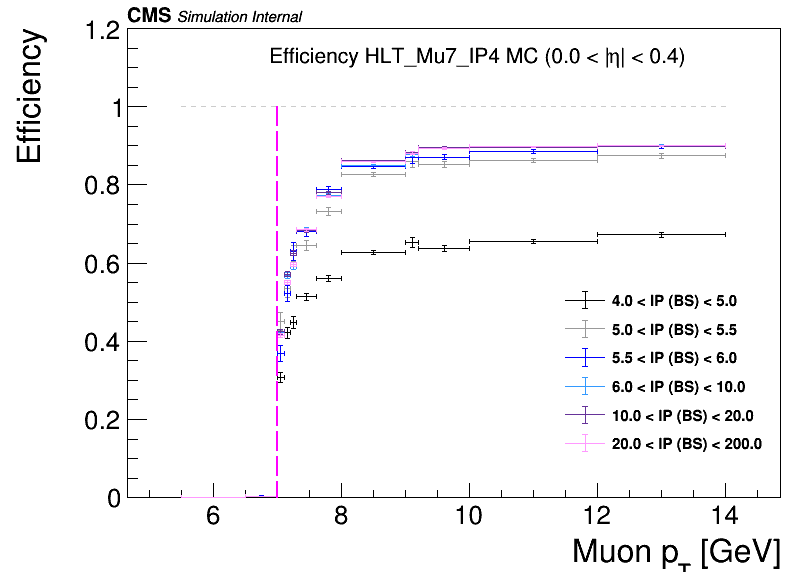 CMS Simulation Internal
Efficiency HLT_Mu7_IP4 MC (0.0 < |η| < 0.4)
Efficiency
1.2
1
0.8
0.6
0.4
0.2
0
4.0 < IP (BS) < 5.0
5.0 < IP (BS) < 5.5
5.5 < IP (BS) < 6.0
6.0 < IP (BS) < 10.0
10.0 < IP (BS) < 20.0
20.0 < IP (BS) < 200.0
6 8 10 12 14
Muon p_T [GeV]